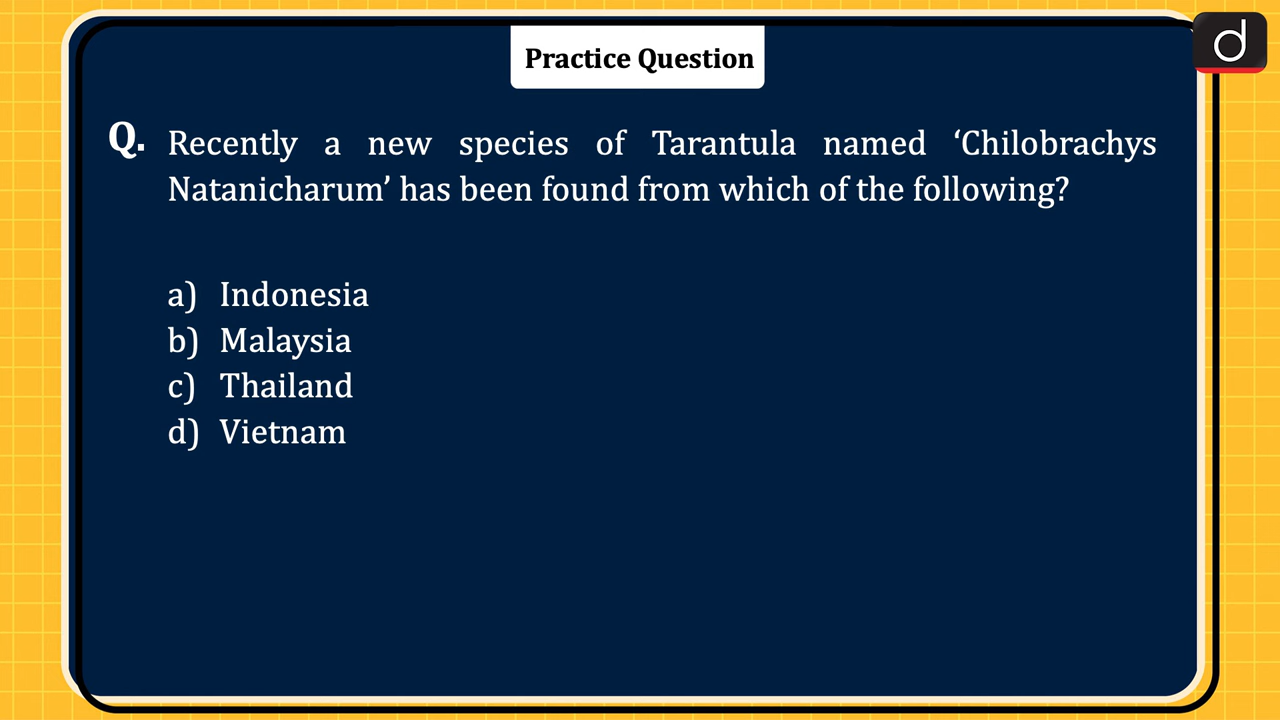 Practice Question
d
Q. Recently a new species of Tarantula named ‘Chilobrachys
Natanicharum’ has been found from which of the following?
a) Indonesia
b) Malaysia
c) Thailand
d) Vietnam